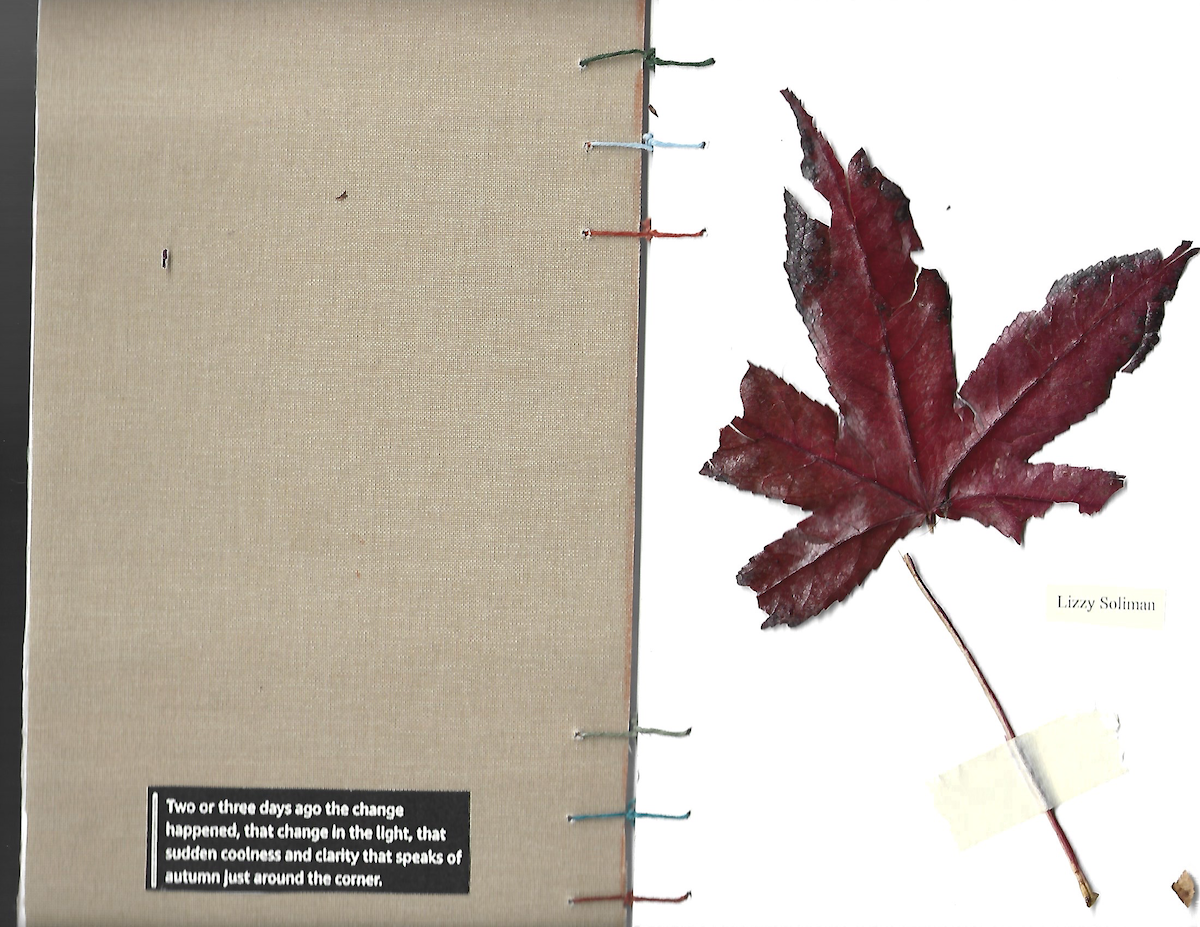 Two or three days ago the change
happened, that change in the light, that
sudden coolness and clarity that speaks of
autumn just around the corner.
Lizzy Soliman